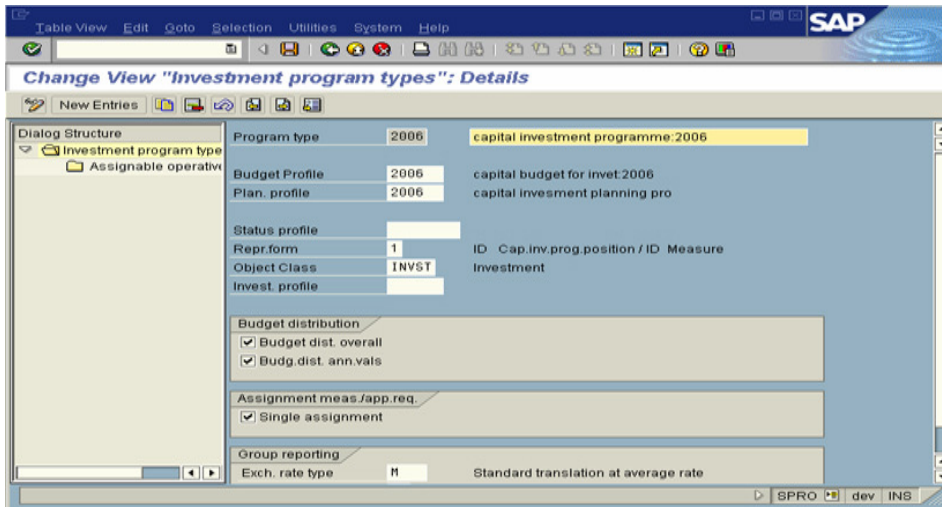 Table View Edit Goto Selection Utilities System Help
SAP
Change View "Investment program types": Details
New Entries
Dialog Structure
Investment program type
Assignable operative
Program type 2006 capital investment programme:2006
Budget Profile 2006 capital budget for invet:2006
Plan. profile 2006 capital invesment planning pro
Status profile
Repr.form 1 ID Cap.inv.prog.position / ID Measure
Object Class INVST Investment
Invest. profile
Budget distribution
Budget dist. overall
Budg.dist. ann.vals
Assignment meas./app.req.
Single assignment
Group reporting
Exch. rate type M Standard translation at average rate
SPRO dev INS